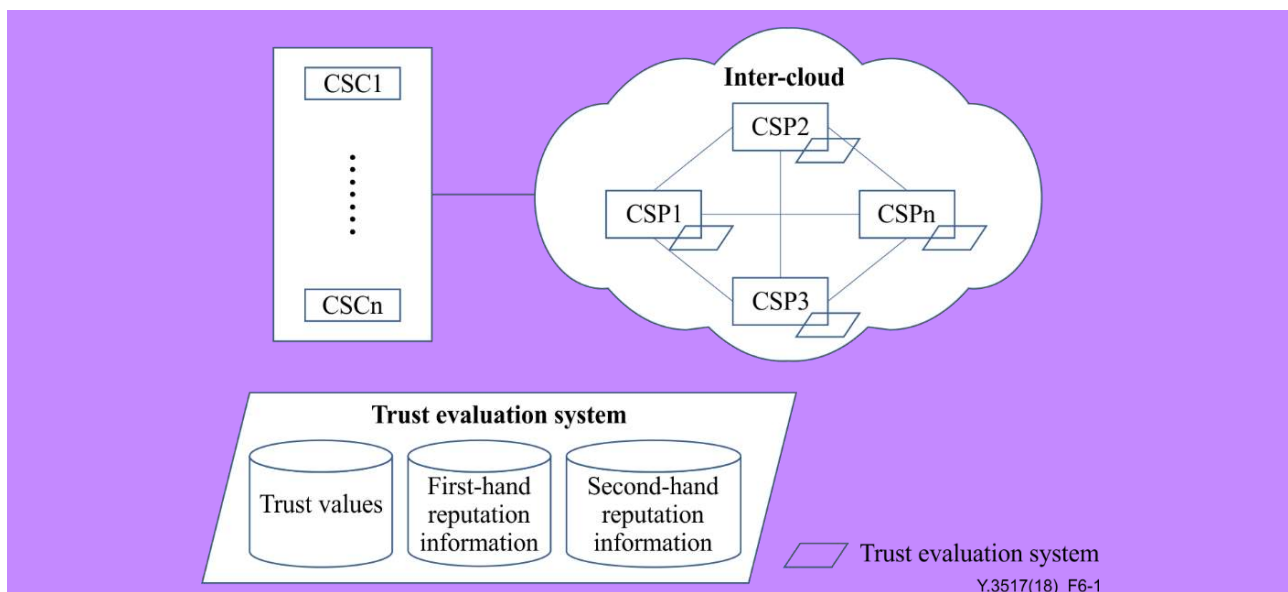 CSC1
CSCn
Inter-cloud
CSP2
CSP1
CSPn
CSP3
Trust evaluation system
Trust values
First-hand
reputation
information
Second-hand
reputation
information
Trust evaluation system
Y.3517(18)_F6-1